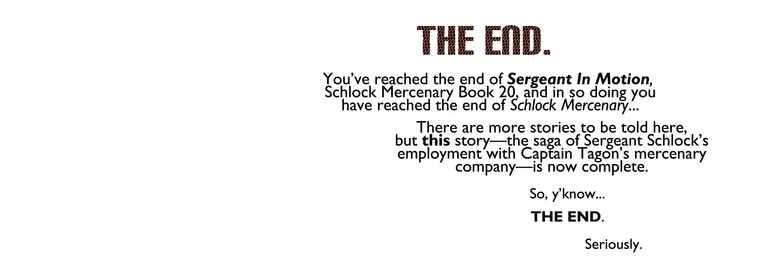 THE END.
You've reached the end of Sergeant In Motion,
Schlock Mercenary Book 20, and in so doing you
have reached the end of Schlock Mercenary...
There are more stories to be told here,
but this story—the saga of Sergeant Schlock's
employment with Captain Tagon's mercenary
company—is now complete.
So, y'know...
THE END.
Seriously.